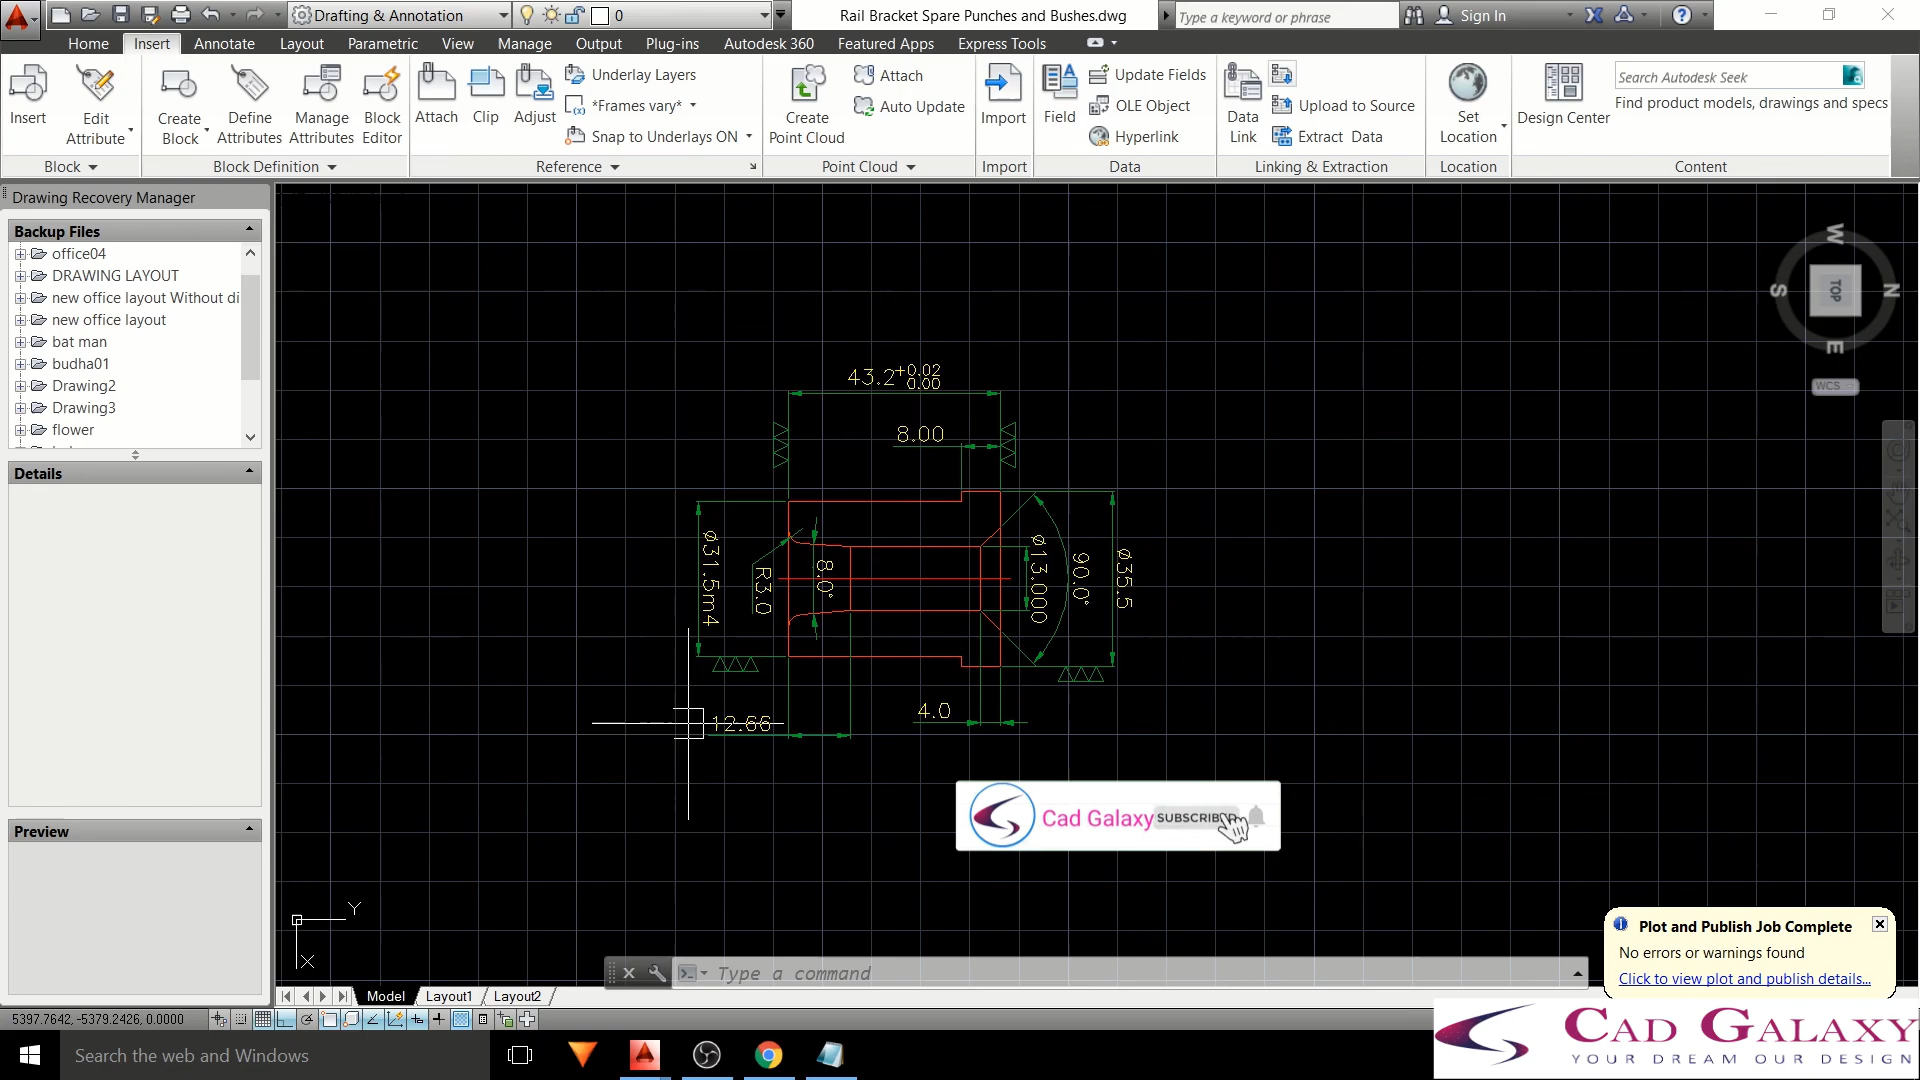 Drafting & Annotation
0
Rail Bracket Spare Punches and Bushes.dwg
Type a keyword or phrase
Sign In
Home
Insert
Annotate
Layout
Parametric
View
Manage
Output
Plug-ins
Autodesk 360
Featured Apps
Express Tools
Insert
Edit
Attribute
Create
Block
Define
Attributes
Manage
Attributes
Block
Editor
Attach
Clip
Adjust
Underlay Layers
*Frames vary*
Snap to Underlays ON
Create
Point Cloud
Attach
Auto Update
Import
Field
Update Fields
OLE Object
Hyperlink
Data
Link
Upload to Source
Extract Data
Set
Location
Design Center
Search Autodesk Seek
Find product models, drawings and specs
Block
Block Definition
Reference
Point Cloud
Import
Data
Linking & Extraction
Location
Content
Drawing Recovery Manager
Backup Files
office04
DRAWING LAYOUT
new office layout Without di
new office layout
bat man
budha01
Drawing2
Drawing3
flower
Details
Preview
W
S
TOP
N
E
WCS
43.2+0.02
0.00
8.00
ø31.5m4
R3.0
8.0°
ø13.000
90.0°
ø35.5
12.66
4.0
Cad Galaxy
SUBSCRIBE
Y
X
Plot and Publish Job Complete
No errors or warnings found
Click to view plot and publish details...
Type a command
Model
Layout1
Layout2
5397.7642, -5379.2426, 0.0000
Search the web and Windows
CAD GALAXY
YOUR DREAM OUR DESIGN